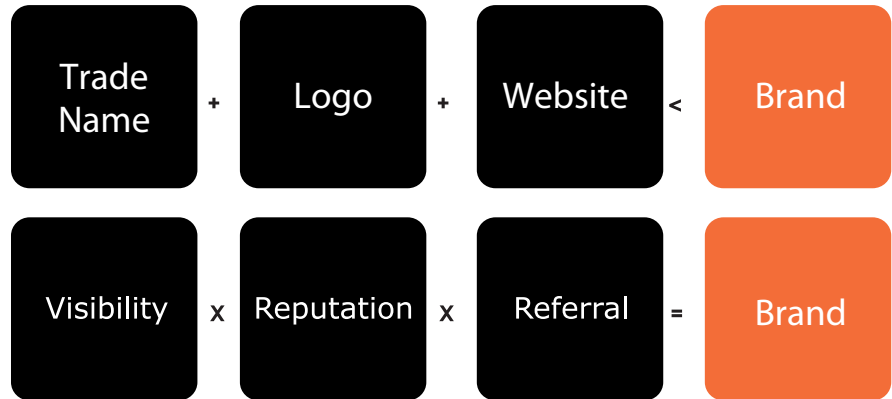 Trade
Name + Logo + Website < Brand
Visibility x Reputation x Referral = Brand